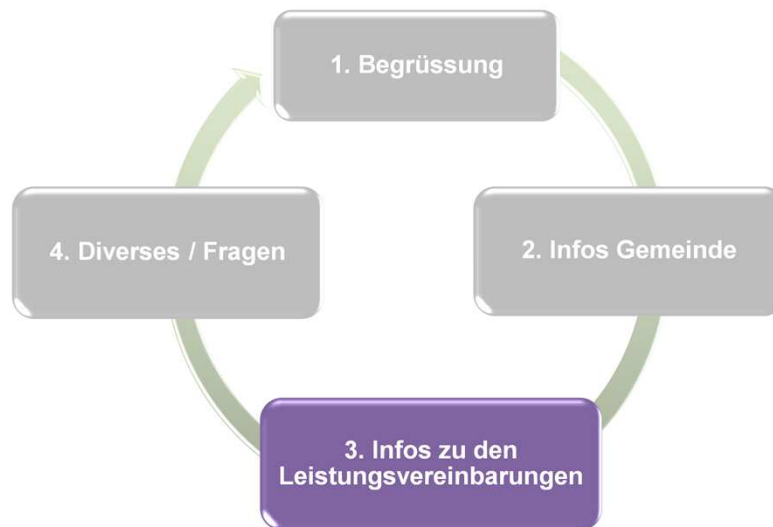 1. Begrüssung
2. Infos Gemeinde
3. Infos zu den
Leistungsvereinbarungen
4. Diverses / Fragen